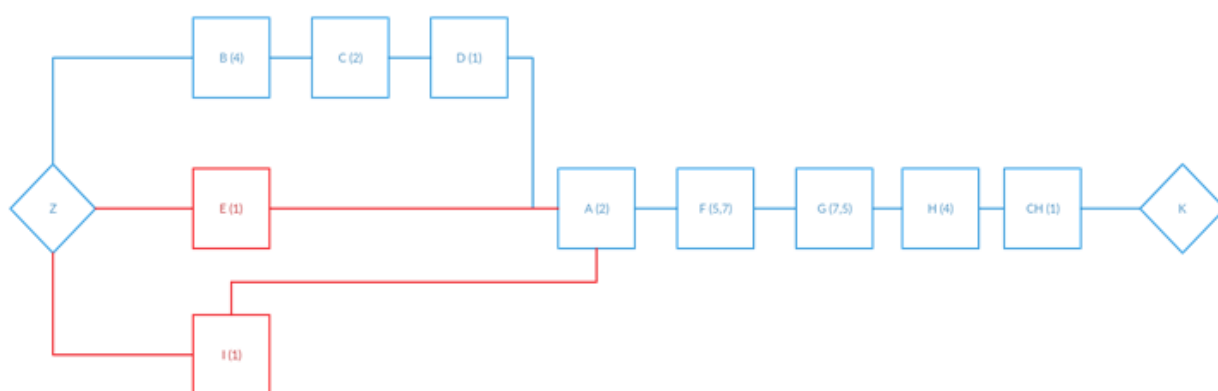 B (4)
C (2)
D (1)
Z
E (1)
A (2)
F (5,7)
G (7,5)
H (4)
CH (1)
K
I (1)